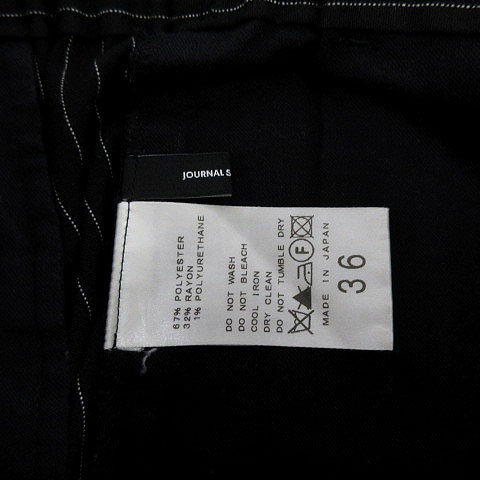 JOURNAL S
67% POLYESTER
32% RAYON
1% POLYURETHANE
DO NOT WASH
DO NOT BLEACH
COOL IRON
DRY CLEAN
DO NOT TUMBLE DRY
F
MADE IN JAPAN
36